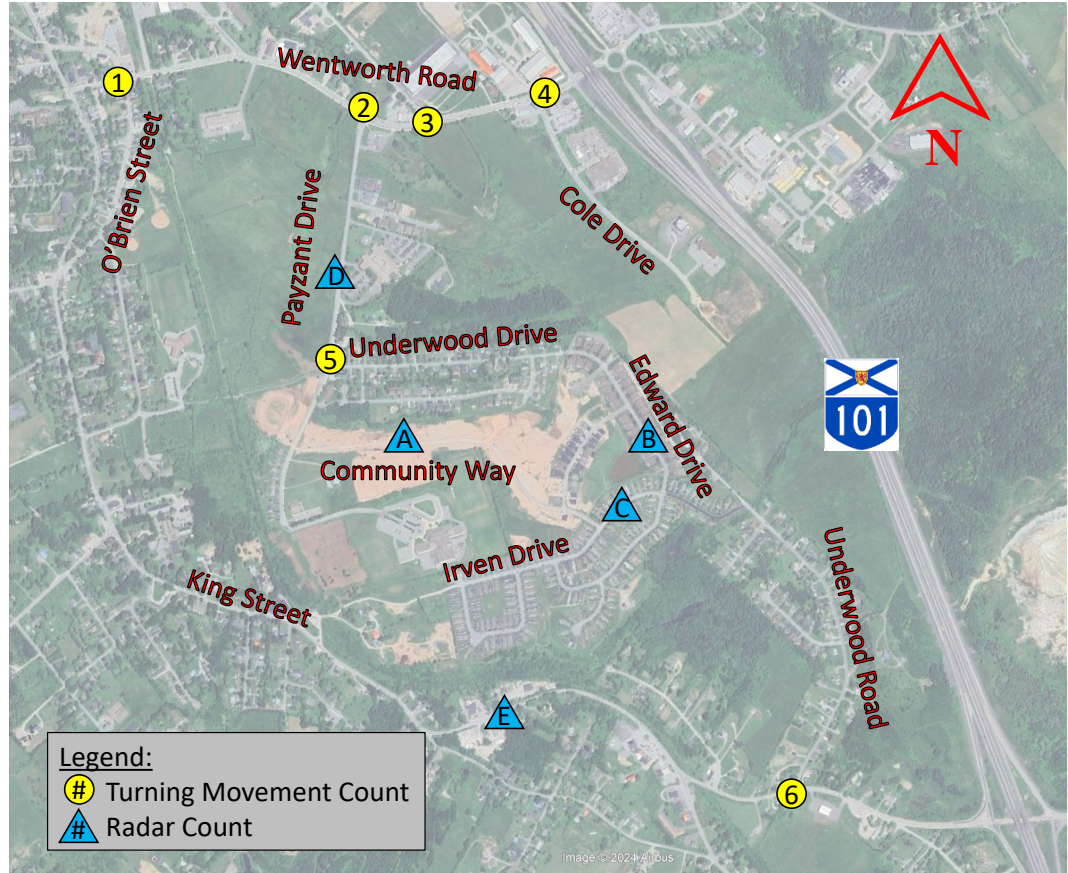 1
Wentworth Road
2
3
4
N
O'Brien Street
Payzant Drive
D
Cole Drive
5
Underwood Drive
Edward Drive
101
A
B
Community Way
C
Irven Drive
King Street
Underwood Road
E
6
Legend:
# Turning Movement Count
# Radar Count
Image © 2024 Airbus